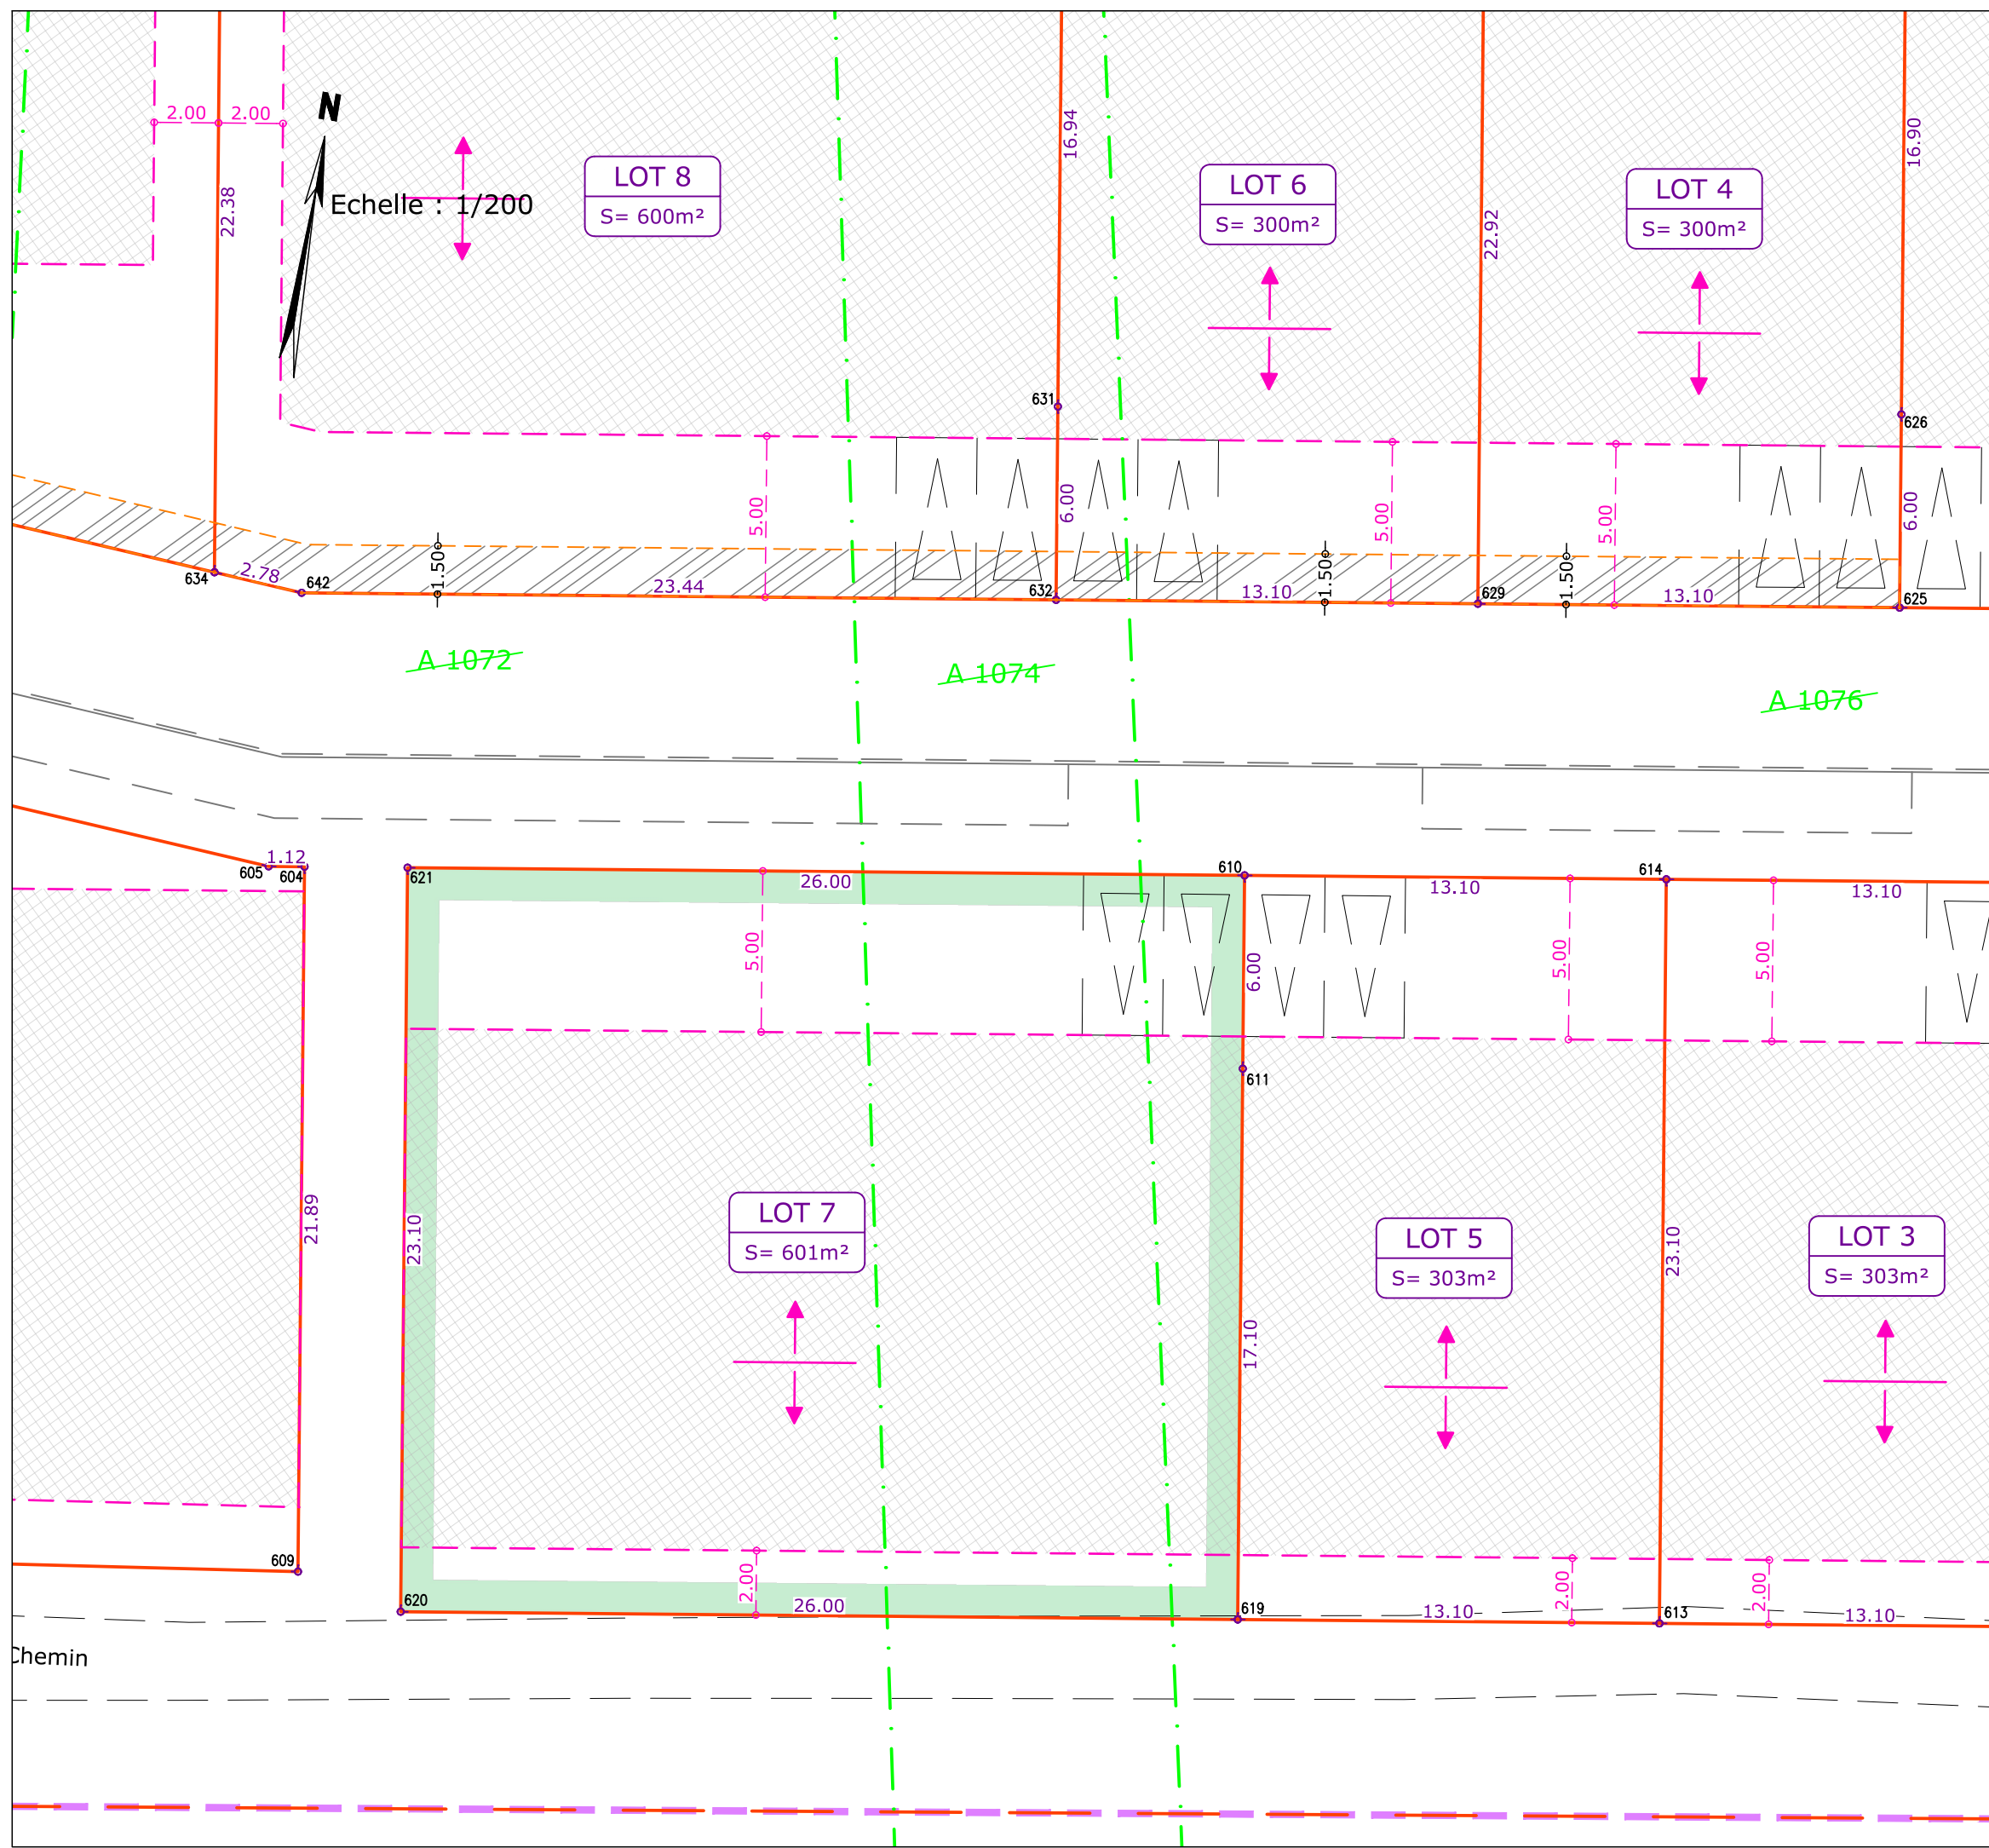 N
2.00 2.00
Echelle : 1/200
22.38
LOT 8
S= 600m²
16.94
LOT 6
S= 300m²
22.92
LOT 4
S= 300m²
16.90
631
626
5.00
6.00
5.00
5.00
6.00
1.50
1.50
1.50
634
2.78
642
23.44
632
13.10
629
13.10
625
A 1072
A 1074
A 1076
605
1.12
604
621
26.00
610
13.10
614
13.10
5.00
6.00
5.00
5.00
611
21.89
23.10
LOT 7
S= 601m²
17.10
LOT 5
S= 303m²
23.10
LOT 3
S= 303m²
609
620
2.00
26.00
619
13.10
2.00
613
2.00
13.10
Chemin